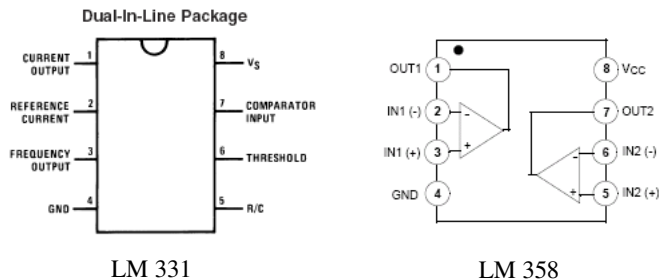 Dual-In-Line Package
CURRENT
OUTPUT
1
8
VS
REFERENCE
CURRENT
2
7
COMPARATOR
INPUT
FREQUENCY
OUTPUT
3
6
THRESHOLD
GND
4
5
R/C
LM 331
OUT1
1
8
VCC
IN1 (-)
2
-
7
OUT2
IN1 (+)
3
+
-
6
IN2 (-)
GND
4
+
5
IN2 (+)
LM 358